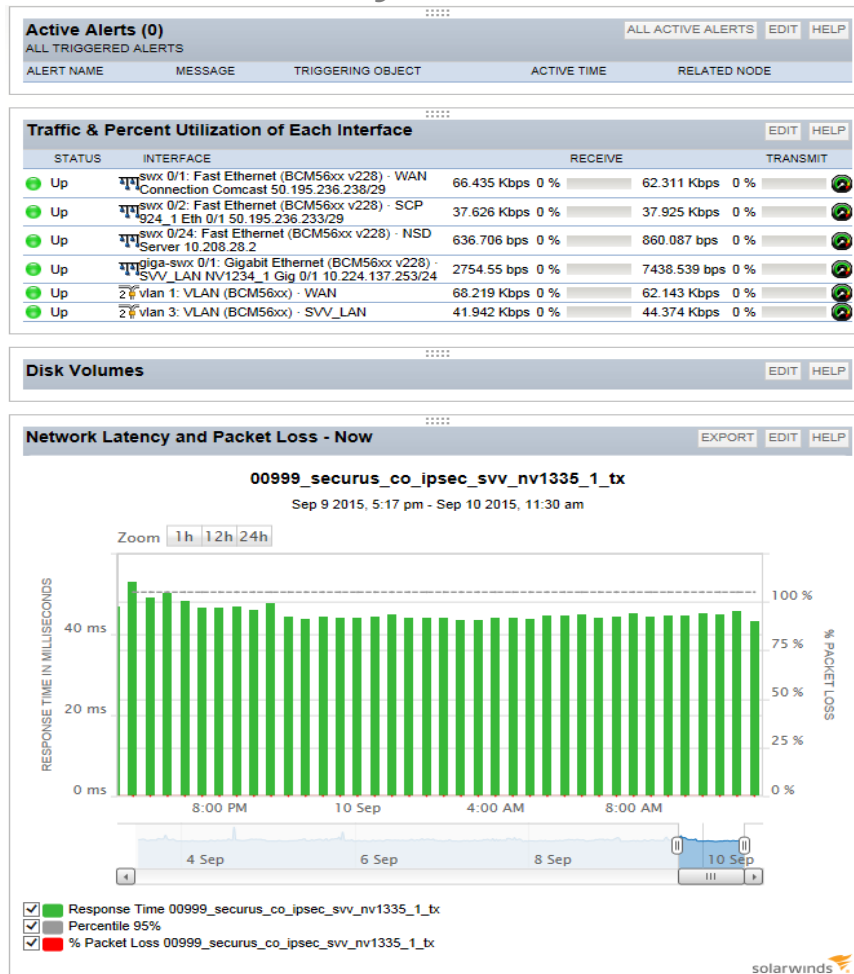 Active Alerts (0)
ALL ACTIVE ALERTS EDIT HELP
ALL TRIGGERED ALERTS
ALERT NAME MESSAGE TRIGGERING OBJECT ACTIVE TIME RELATED NODE
Traffic & Percent Utilization of Each Interface
EDIT HELP
STATUS INTERFACE RECEIVE TRANSMIT
Up swx 0/1: Fast Ethernet (BCM56xx v228) · WAN
Connection Comcast 50.195.236.238/29 66.435 Kbps 0 % 62.311 Kbps 0 %
Up swx 0/2: Fast Ethernet (BCM56xx v228) · SCP
924_1 Eth 0/1 50.195.236.233/29 37.626 Kbps 0 % 37.925 Kbps 0 %
Up swx 0/24: Fast Ethernet (BCM56xx v228) · NSD
Server 10.208.28.2 636.706 bps 0 % 860.087 bps 0 %
Up giga-swx 0/1: Gigabit Ethernet (BCM56xx v228) ·
SVV_LAN NV1234_1 Gig 0/1 10.224.137.253/24 2754.55 bps 0 % 7438.539 bps 0 %
Up 2 vlan 1: VLAN (BCM56xx) · WAN 68.219 Kbps 0 % 62.143 Kbps 0 %
Up 2 vlan 3: VLAN (BCM56xx) · SVV_LAN 41.942 Kbps 0 % 44.374 Kbps 0 %
Disk Volumes
EDIT HELP
Network Latency and Packet Loss - Now
EXPORT EDIT HELP
00999_securus_co_ipsec_svv_nv1335_1_tx
Sep 9 2015, 5:17 pm - Sep 10 2015, 11:30 am
Zoom 1h 12h 24h
RESPONSE TIME IN MILLISECONDS
40 ms
20 ms
0 ms
100 %
75 %
50 %
25 %
0 %
% PACKET LOSS
8:00 PM 10 Sep 4:00 AM 8:00 AM
4 Sep 6 Sep 8 Sep 10 Sep
Response Time 00999_securus_co_ipsec_svv_nv1335_1_tx
Percentile 95%
% Packet Loss 00999_securus_co_ipsec_svv_nv1335_1_tx
solarwinds